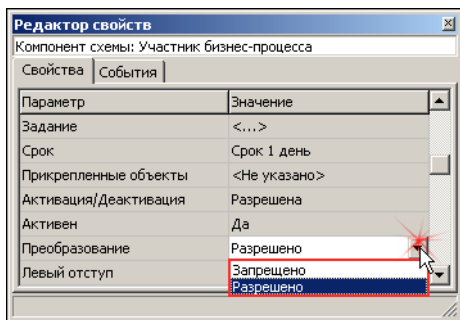 Редактор свойств
Компонент схемы: Участник бизнес-процесса
Свойства События
Параметр Значение
Задание <...>
Срок Срок 1 день
Прикрепленные объекты <Не указано>
Активация/Деактивация Разрешена
Активен Да
Преобразование Разрешено
Левый отступ Запрещено
Разрешено